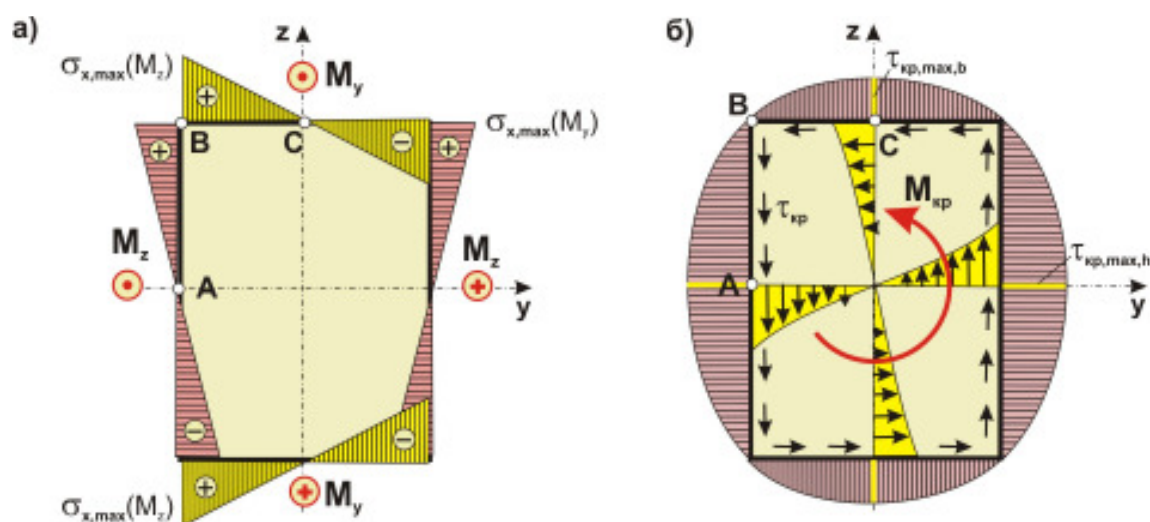 а)
z
σx,max(Mz)
My
B
C
σx,max(My)
Mz
A
Mz
y
σx,max(Mz)
My
б)
z
τкр,max,b
B
C
Mкр
τкр
τкр,max,h
A
y